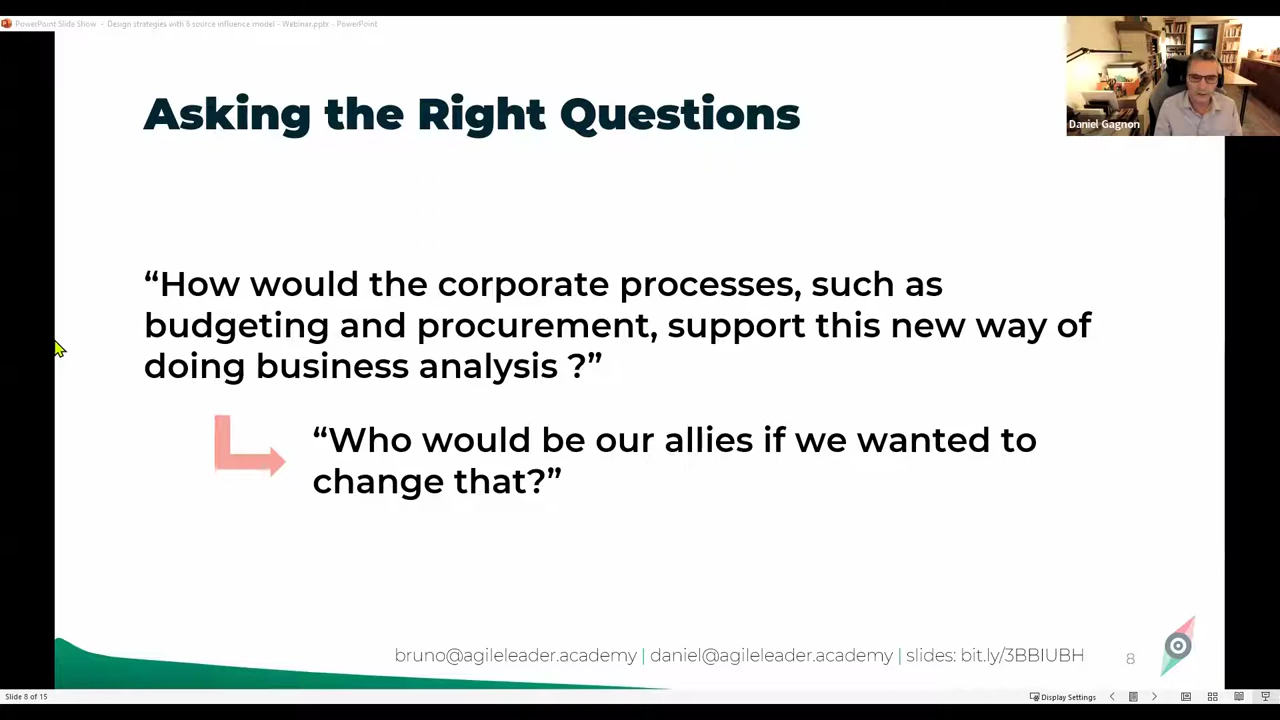 PowerPoint Slide Show - Design strategies with 6 source influence model - Webinar.pptx - PowerPoint
Asking the Right Questions
Daniel Gagnon
“How would the corporate processes, such as
budgeting and procurement, support this new way of
doing business analysis ?”
“Who would be our allies if we wanted to
change that?”
bruno@agileleader.academy | daniel@agileleader.academy | slides: bit.ly/3BBIUBH
8
Slide 8 of 15
Display Settings